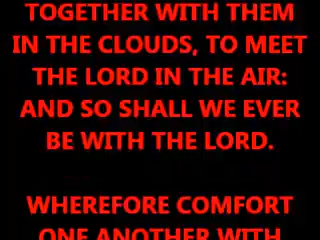 TOGETHER WITH THEM
IN THE CLOUDS, TO MEET
THE LORD IN THE AIR:
AND SO SHALL WE EVER
BE WITH THE LORD.
WHEREFORE COMFORT
ONE ANOTHER WITH